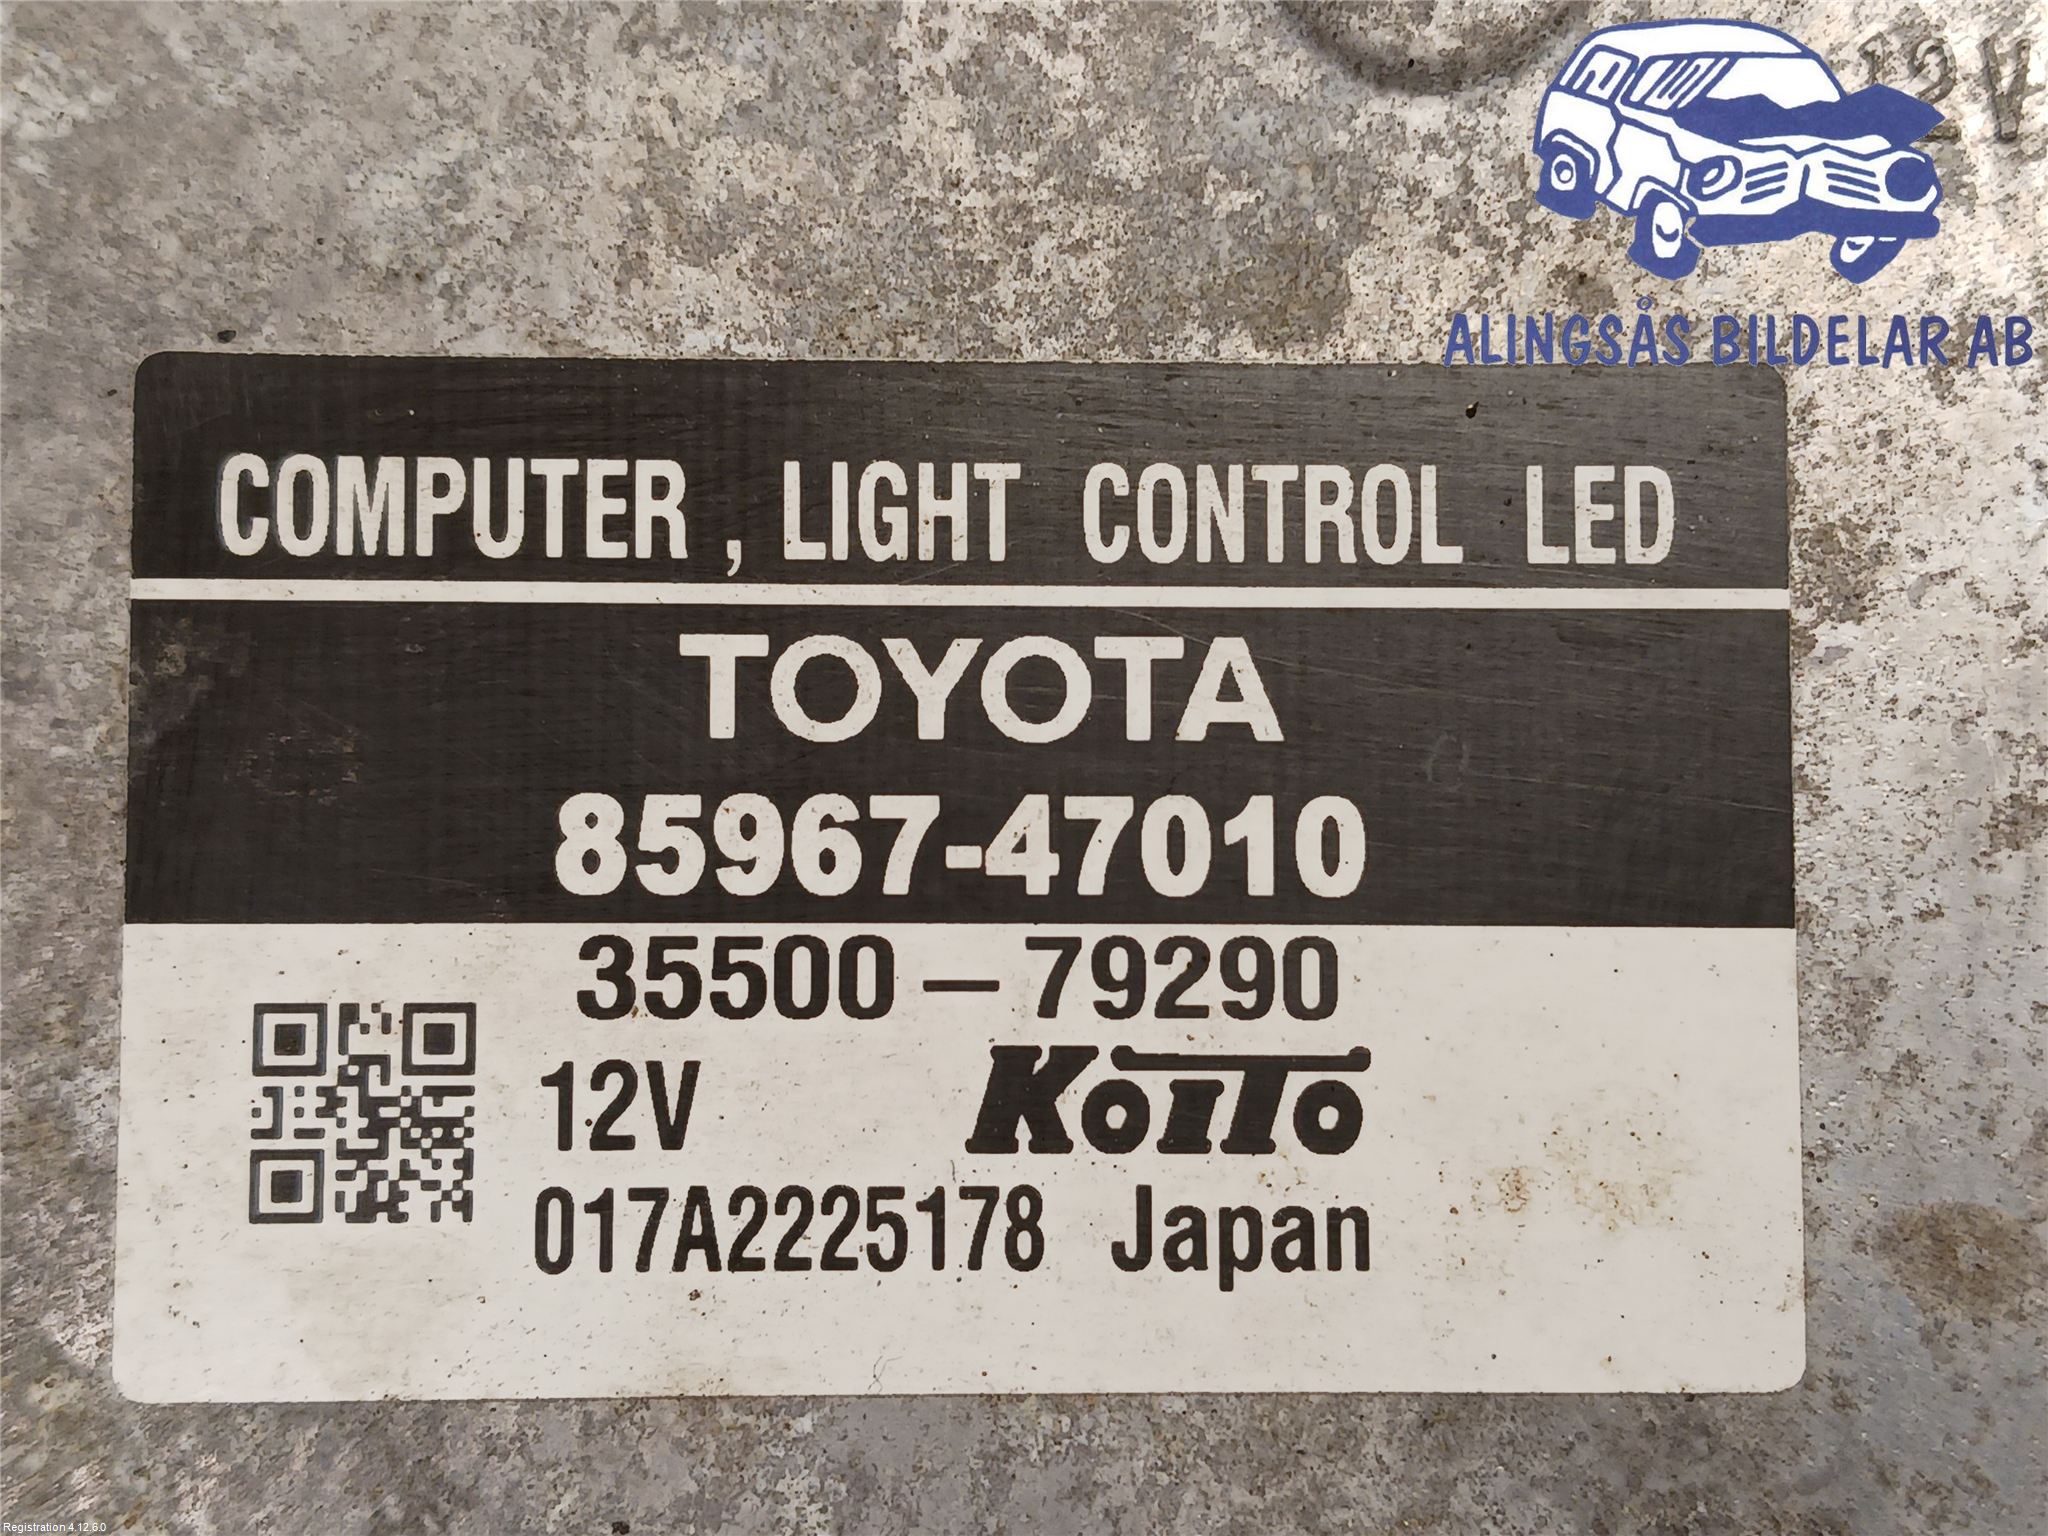 12V
ALINGSÅS BILDELAR AB
COMPUTER , LIGHT CONTROL LED
TOYOTA
85967-47010
35500-79290
12V KOITO
017A2225178 Japan
Registration 4.12.6.0